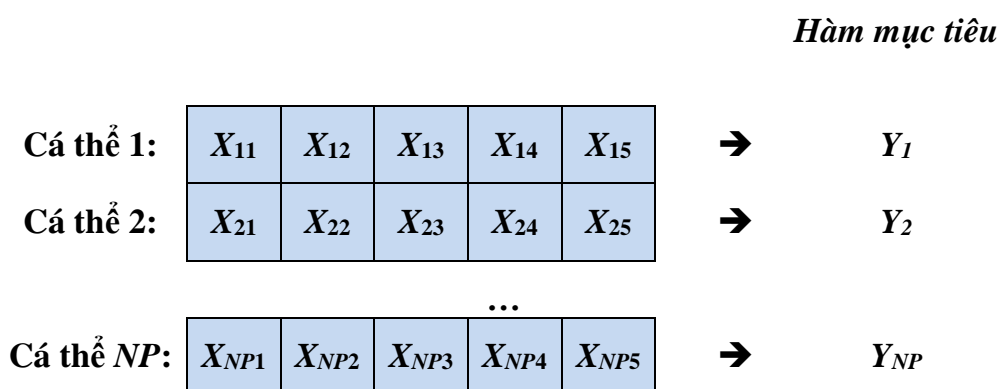 Hàm mục tiêu
Cá thể 1: X11 X12 X13 X14 X15 ➔ Y1
Cá thể 2: X21 X22 X23 X24 X25 ➔ Y2
…
Cá thể NP: XNP1 XNP2 XNP3 XNP4 XNP5 ➔ YNP